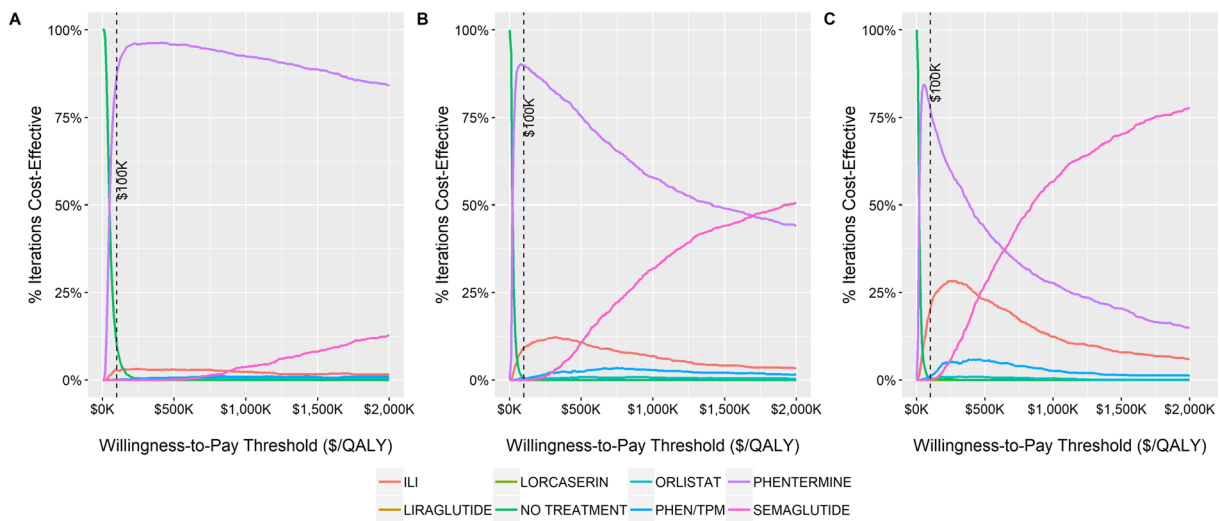 A
B
C
100%
75%
50%
25%
0%
% Iterations Cost-Effective
$100K
$0K $500K $1,000K $1,500K $2,000K
Willingness-to-Pay Threshold ($/QALY)
100%
75%
50%
25%
0%
% Iterations Cost-Effective
$100K
$0K $500K $1,000K $1,500K $2,000K
Willingness-to-Pay Threshold ($/QALY)
100%
75%
50%
25%
0%
% Iterations Cost-Effective
$100K
$0K $500K $1,000K $1,500K $2,000K
Willingness-to-Pay Threshold ($/QALY)
ILI LORCASERIN ORLISTAT PHENTERMINE
LIRAGLUTIDE NO TREATMENT PHEN/TPM SEMAGLUTIDE